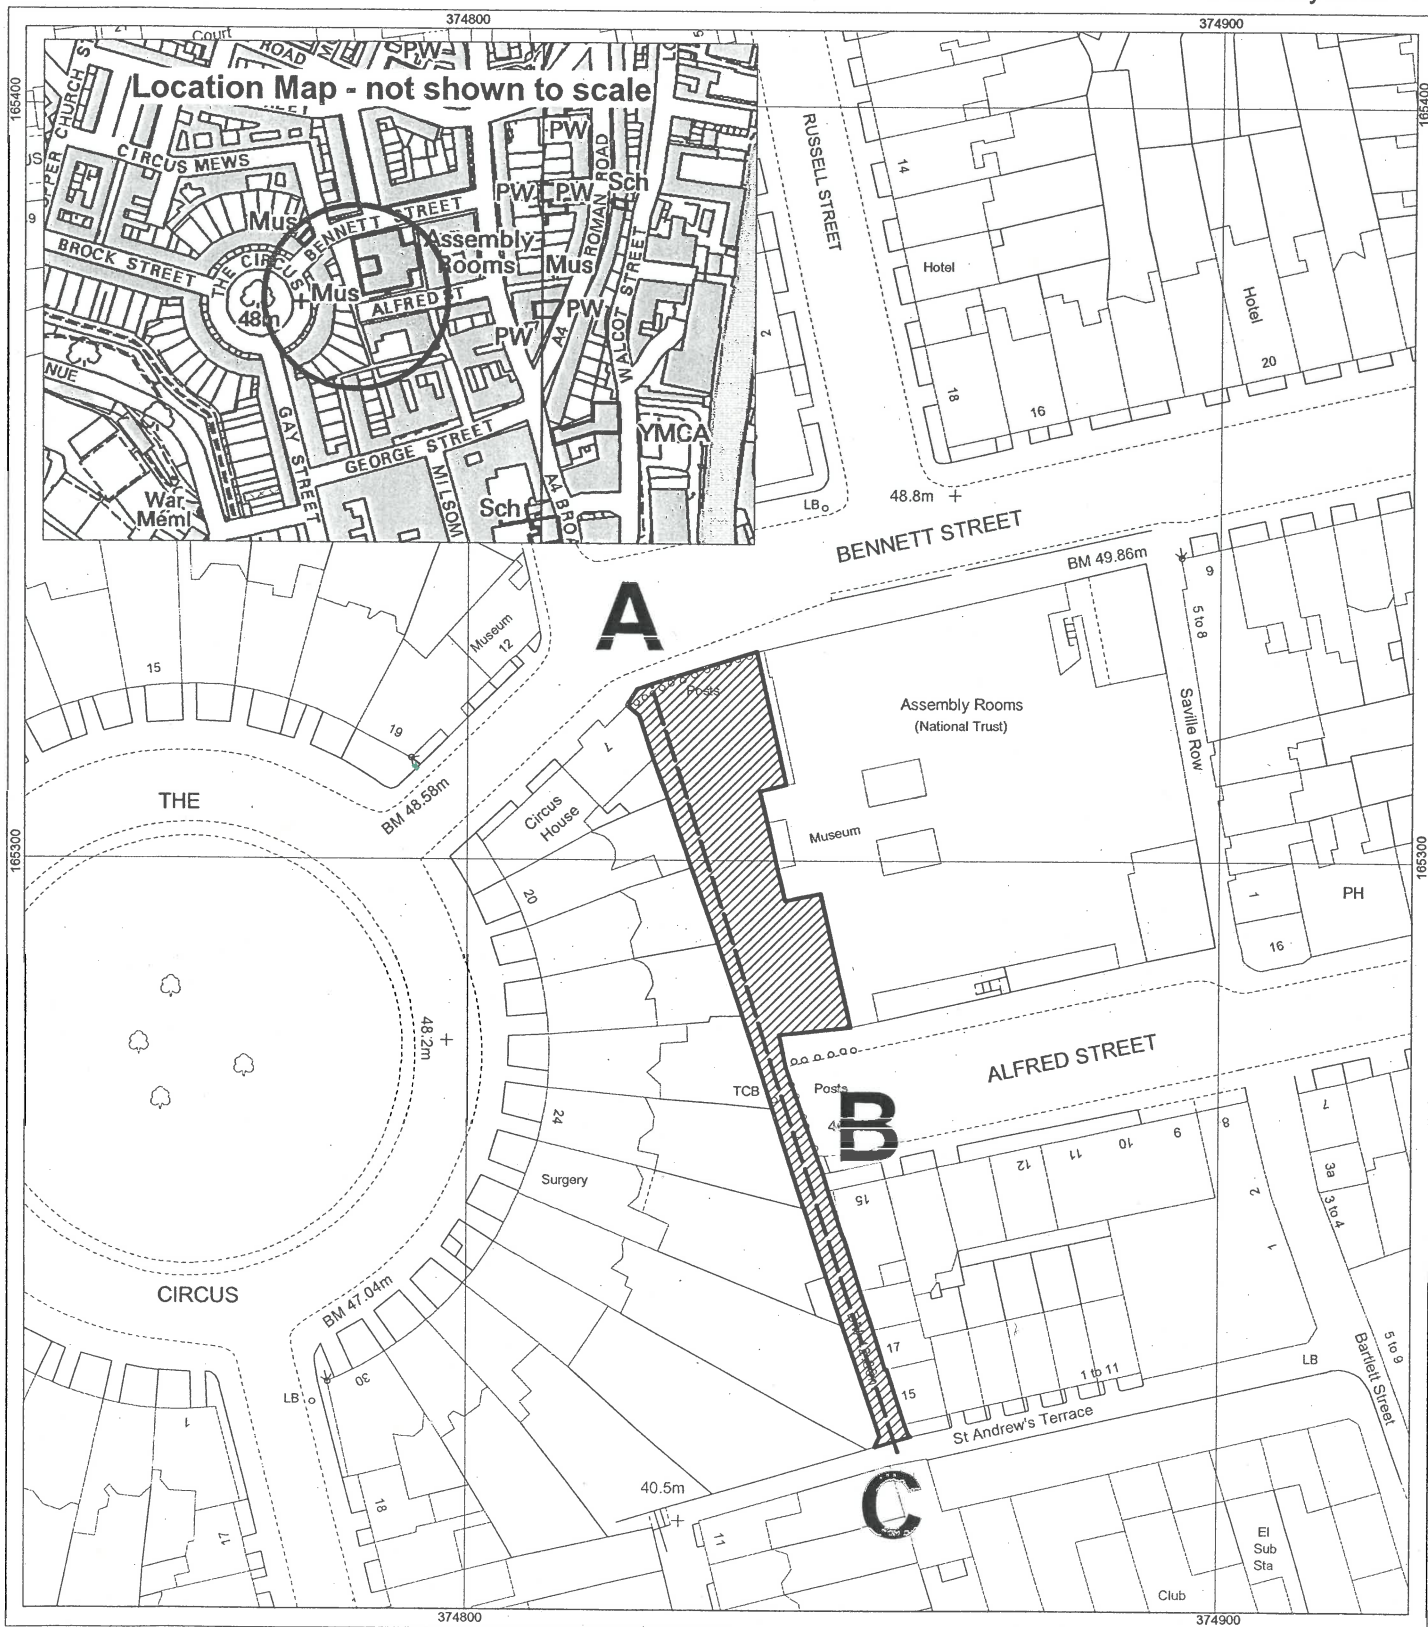 374800
374900
165400
165400
Court
Location Map - not shown to scale
ROAD
PW
UPPER CHURCH
CIRCUS MEWS
PW
ROMAN ROAD
Sch
PW
PW
Mus
BENNETT STREET
Assembly
Rooms
Mus
WALCOT STREET
BROCK STREET
THE CIRCUS
Mus
48m
ALFRED ST
PW
PW
A4
GAY STREET
GEORGE STREET
MILSOM
YMCA
War
Meml
Sch
A4 BRO
NUE
9
RUSSELL STREET
14
Hotel
Hotel
20
2
18
16
48.8m
LB
BENNETT STREET
BM 49.86m
9
5 to 8
A
Museum
12
15
19
Posts
7
Assembly Rooms
(National Trust)
Saville Row
THE
BM 48.58m
Circus
House
Museum
165300
165300
20
1
PH
16
48.2m
ALFRED STREET
TCB
Posts
B
24
Surgery
15
12
11
10
9
8
7
3a
3 to 4
2
1
CIRCUS
BM 47.04m
30
LB
17
15
1 to 11
LB
5 to 9
Bartlett Street
St Andrew's Terrace
1
17
18
40.5m
C
11
El
Sub
Sta
Club
374800
374900